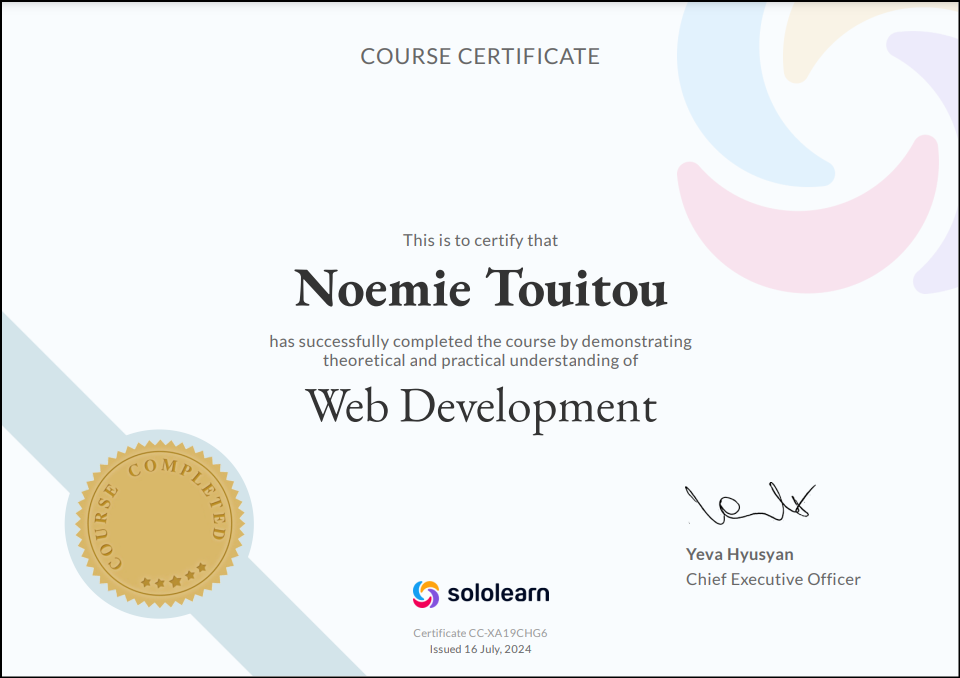 COURSE CERTIFICATE
This is to certify that
Noemie Touitou
has successfully completed the course by demonstrating
theoretical and practical understanding of
Web Development
COURSE COMPLETED
Yeva Hyusyan
Chief Executive Officer
sololearn
Certificate CC-XA19CHG6
Issued 16 July, 2024